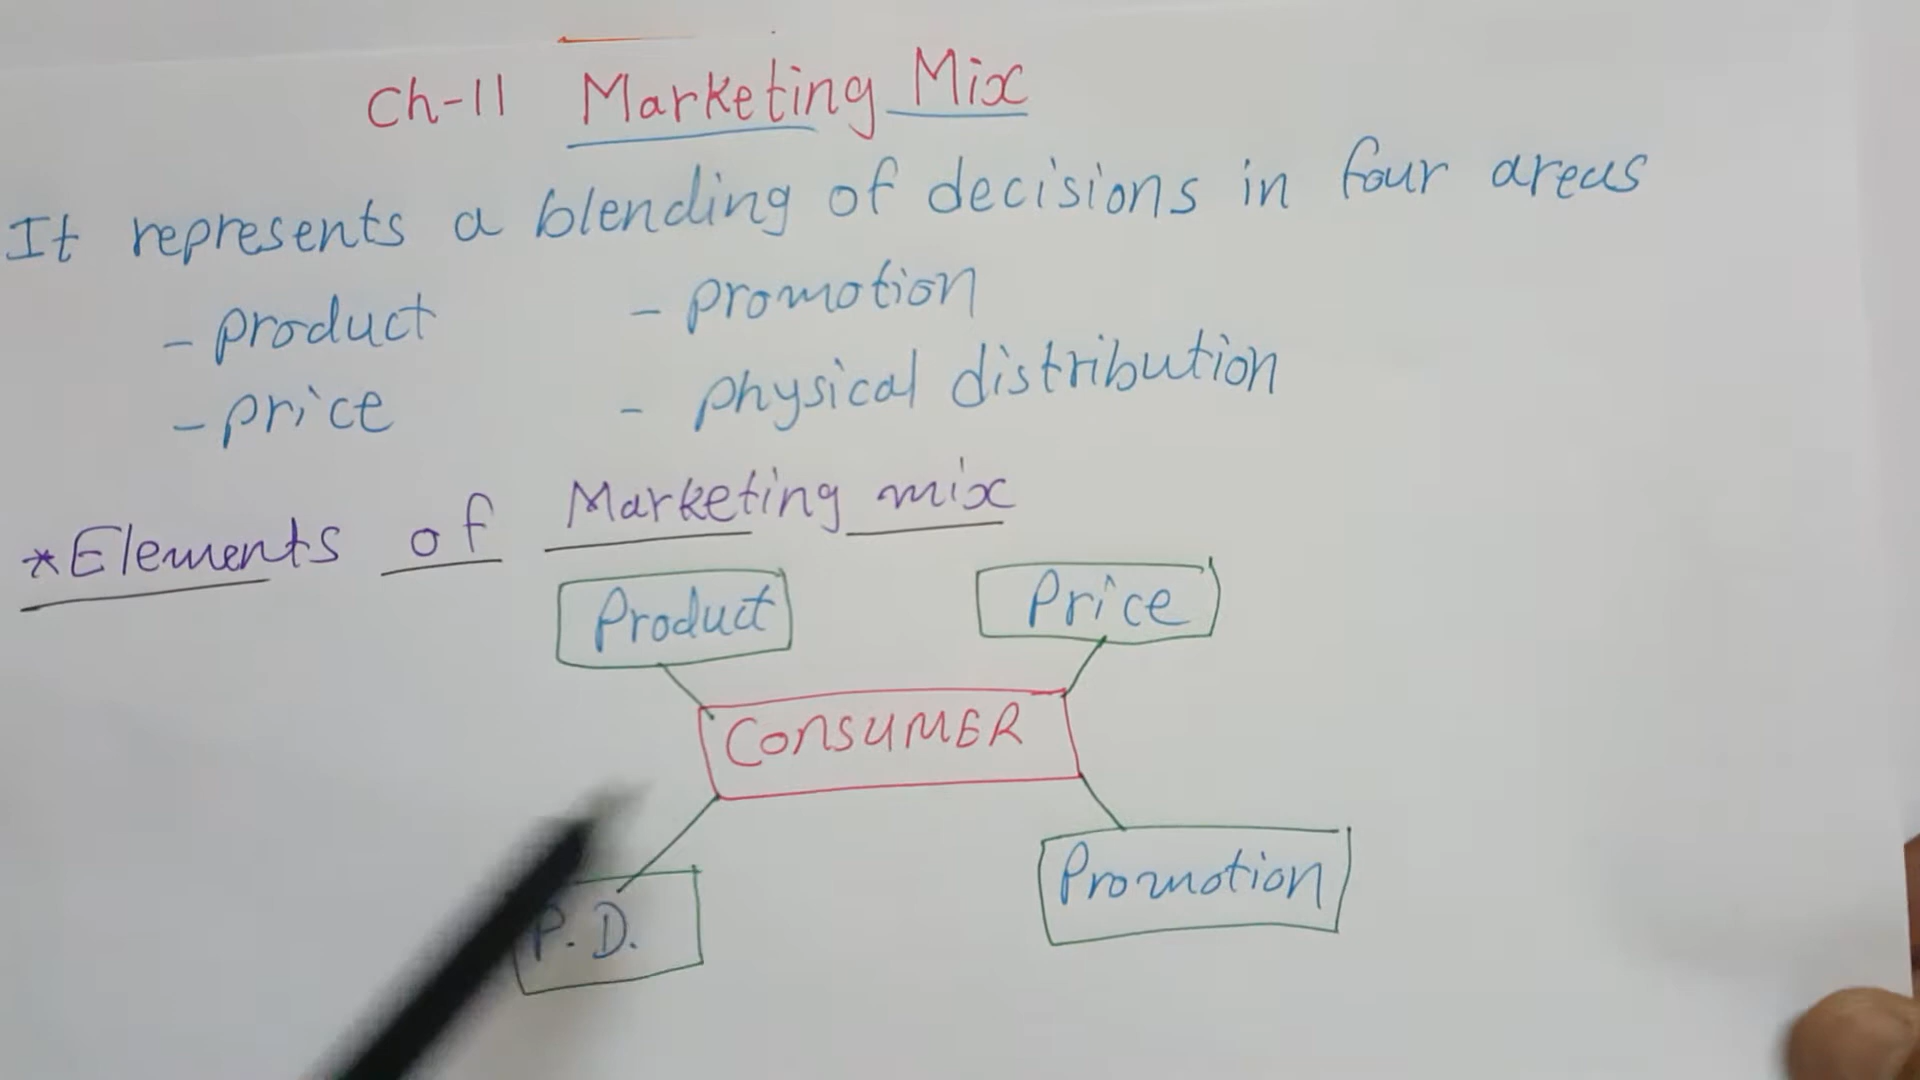 Ch-11 Marketing Mix
It represents a blending of decisions in four areas
- product - promotion
- price - physical distribution
*Elements of Marketing mix
Product Price
CONSUMER
P.D. Promotion